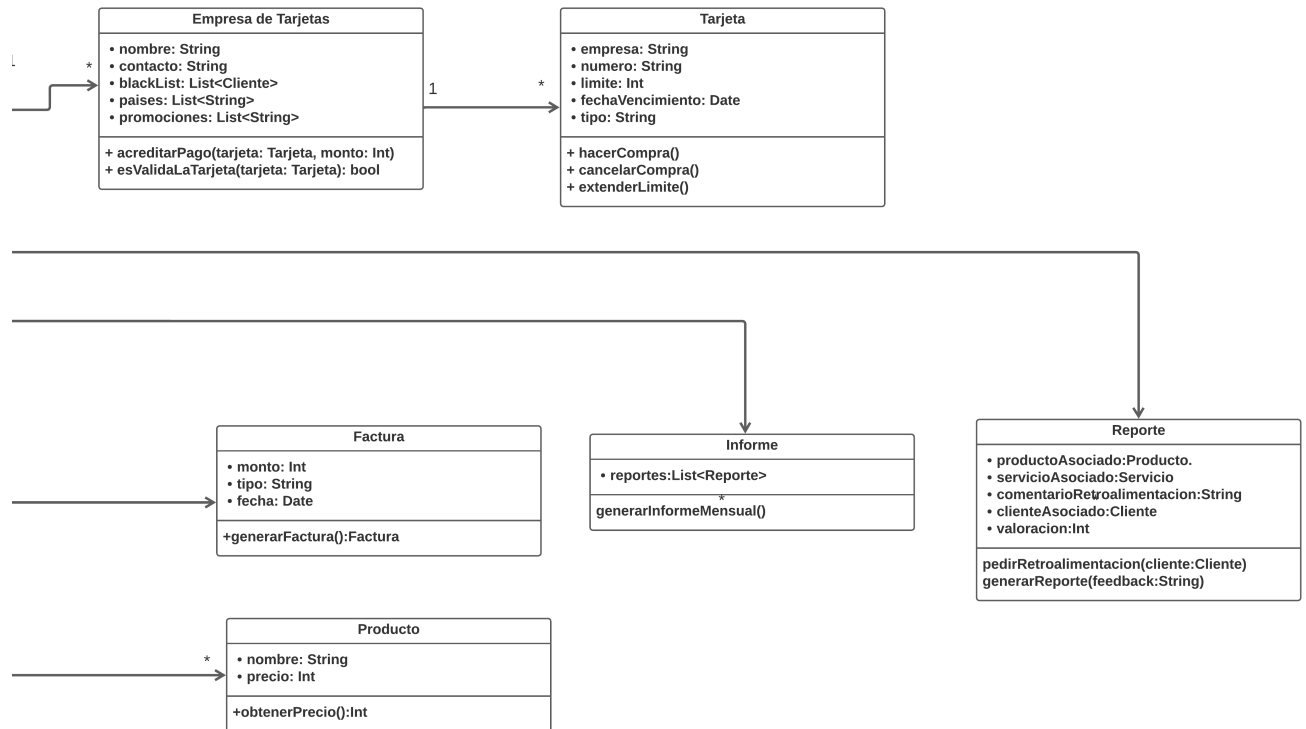 Empresa de Tarjetas
• nombre: String
• contacto: String
• blackList: List<Cliente>
• paises: List<String>
• promociones: List<String>
+ acreditarPago(tarjeta: Tarjeta, monto: Int)
+ esValidaLaTarjeta(tarjeta: Tarjeta): bool
*
1
*
Tarjeta
• empresa: String
• numero: String
• limite: Int
• fechaVencimiento: Date
• tipo: String
+ hacerCompra()
+ cancelarCompra()
+ extenderLimite()
Factura
• monto: Int
• tipo: String
• fecha: Date
+generarFactura():Factura
Informe
• reportes:List<Reporte>
*
generarInformeMensual()
Reporte
• productoAsociado:Producto.
• servicioAsociado:Servicio
• comentarioRetroalimentacion:String
• clienteAsociado:Cliente
• valoracion:Int
pedirRetroalimentacion(cliente:Cliente)
generarReporte(feedback:String)
*
Producto
• nombre: String
• precio: Int
+obtenerPrecio():Int